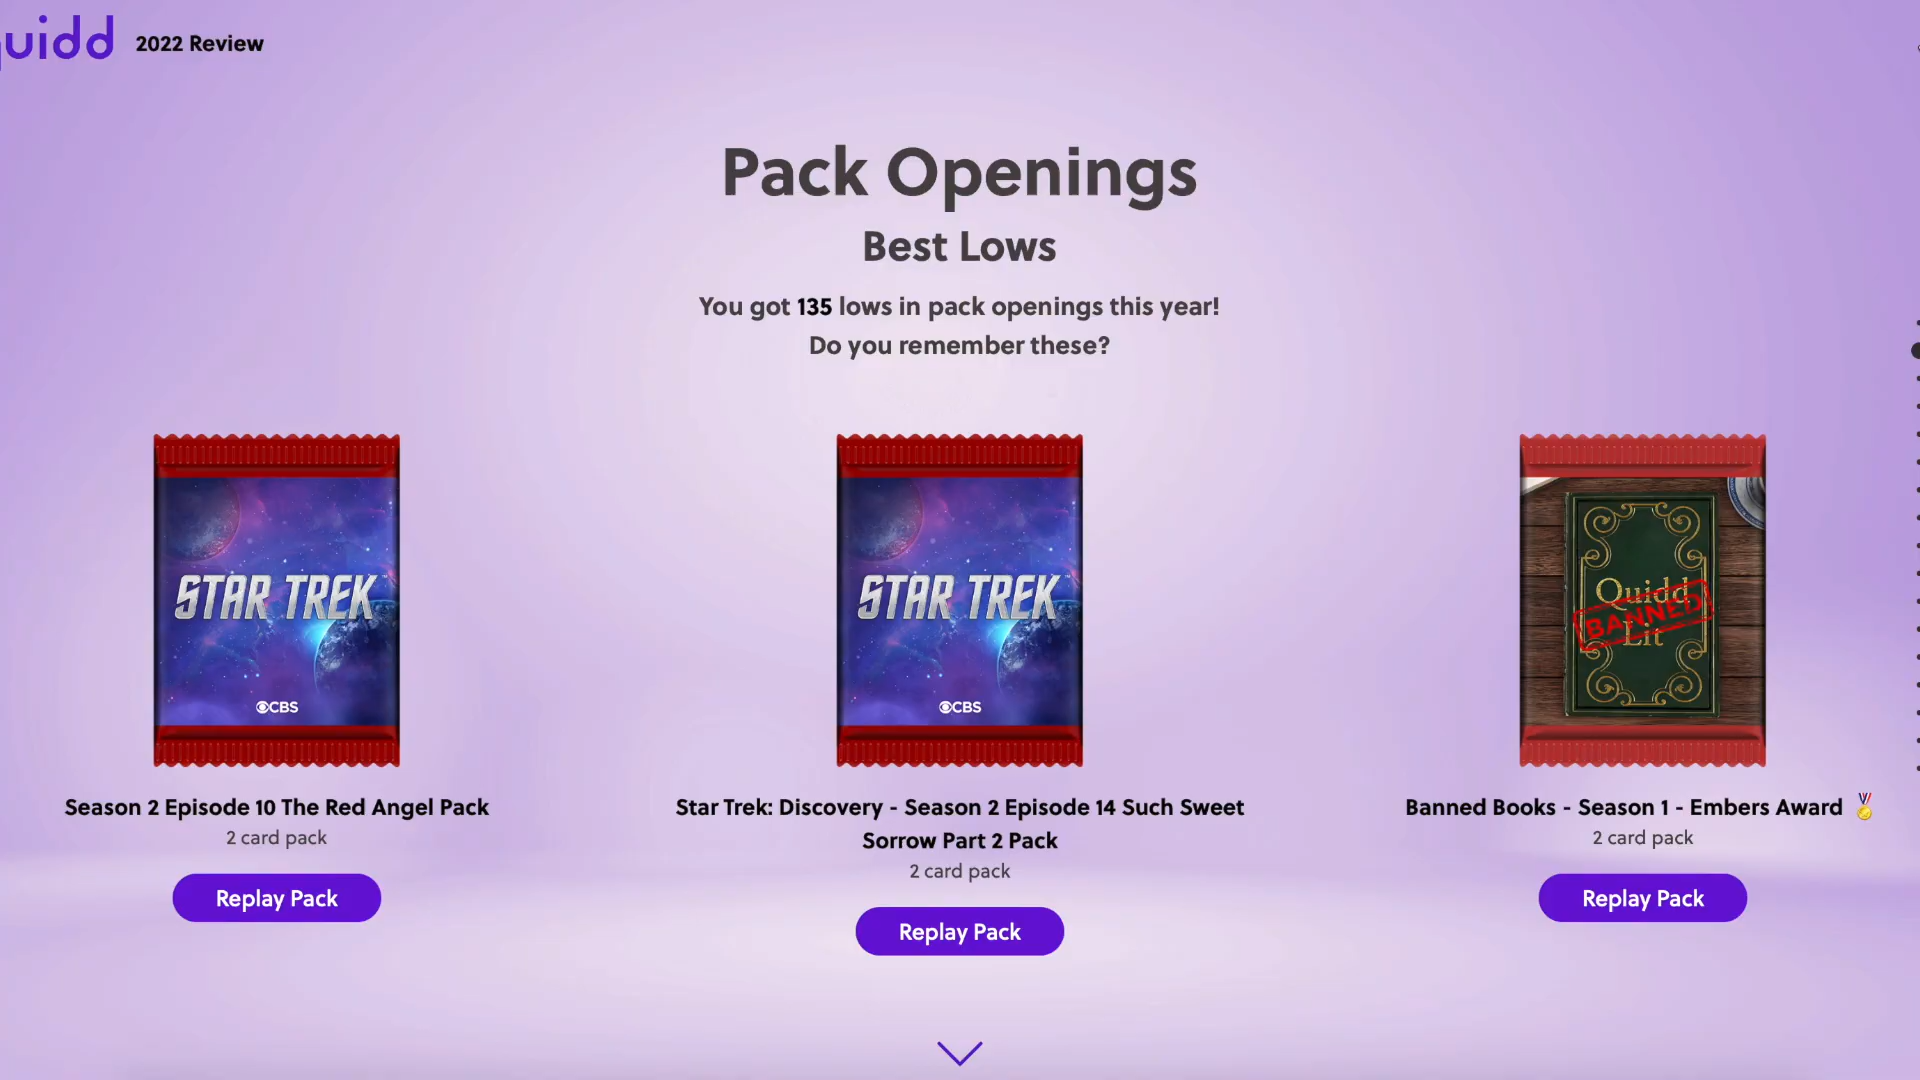 quidd 2022 Review
Pack Openings
Best Lows
You got 135 lows in pack openings this year!
Do you remember these?
STAR TREK™
CBS
STAR TREK™
CBS
Quidd
BANNED
Lit
Season 2 Episode 10 The Red Angel Pack
2 card pack
Replay Pack
Star Trek: Discovery - Season 2 Episode 14 Such Sweet
Sorrow Part 2 Pack
2 card pack
Replay Pack
Banned Books - Season 1 - Embers Award 🏅
2 card pack
Replay Pack